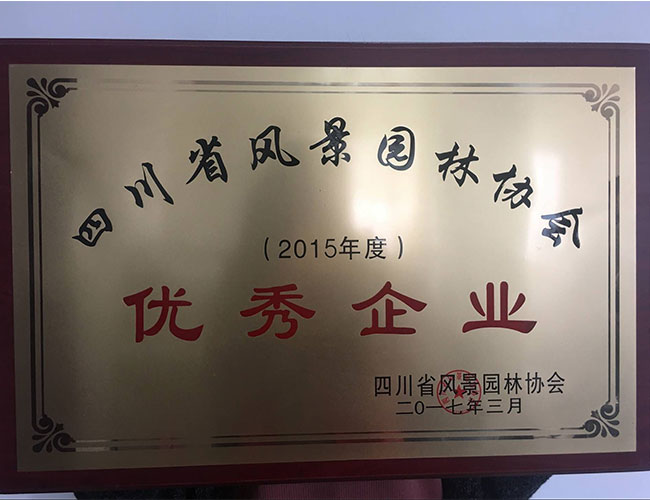 四川省风景园林协会
（2015年度）
优秀企业
四川省风景园林协会
二〇一七年三月